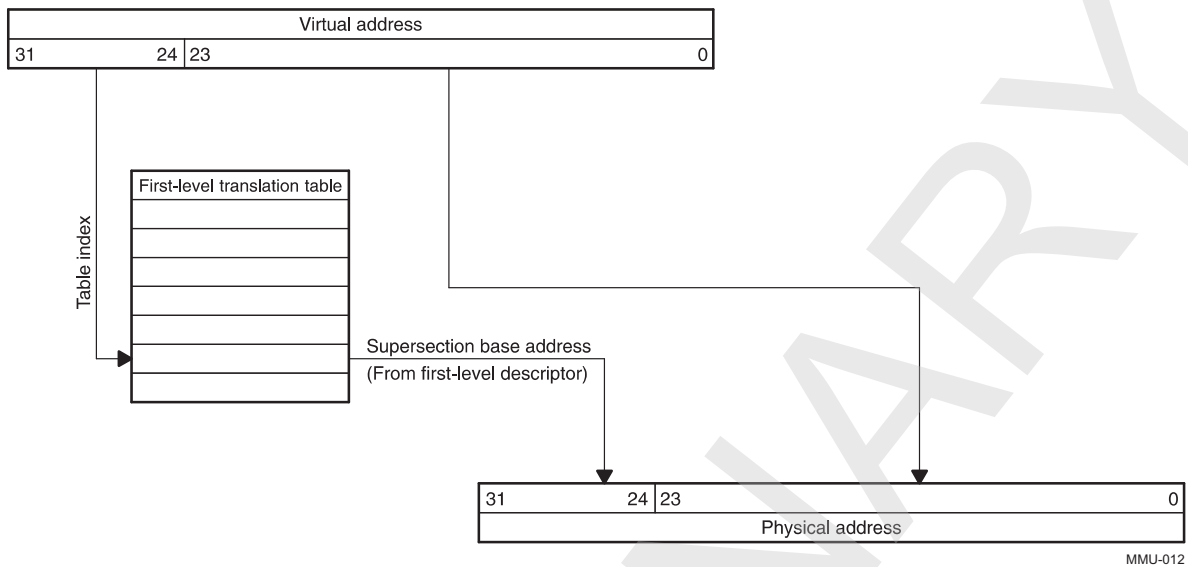 Virtual address
31 24 23 0
First-level translation table
Table index
Supersection base address
(From first-level descriptor)
31 24 23 0
Physical address
MMU-012